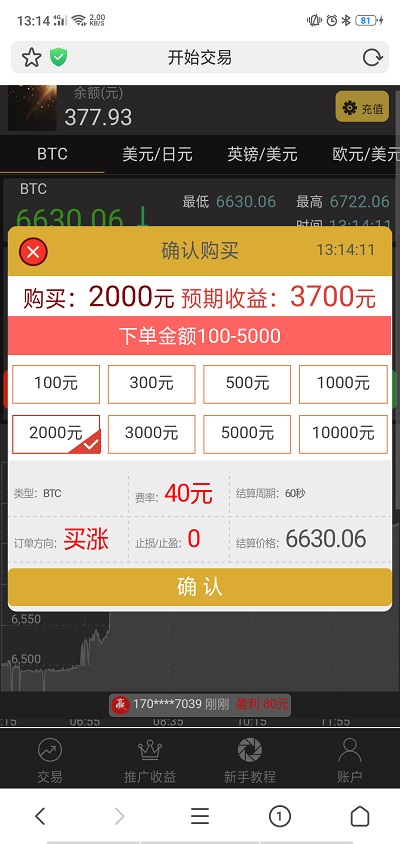 13:14 4G 2.00 KB/S 81
开始交易
余额(元)
377.93
充值
BTC 美元/日元 英镑/美元 欧元/美元
BTC
最低 6630.06 最高 6722.06
6630.06↓
时间 13:14:11
确认购买 13:14:11
购买：2000元 预期收益：3700元
下单金额100-5000
100元 300元 500元 1000元
2000元 3000元 5000元 10000元
类型：BTC 费率：40元 结算周期：60秒
订单方向：买涨 止损/止盈：0 结算价格：6630.06
确 认
6,550
6,500
赢 170****7039 刚刚 盈利 80元
:15 06:55 08:35 10:15 11:55
交易 推广收益 新手教程 账户
1